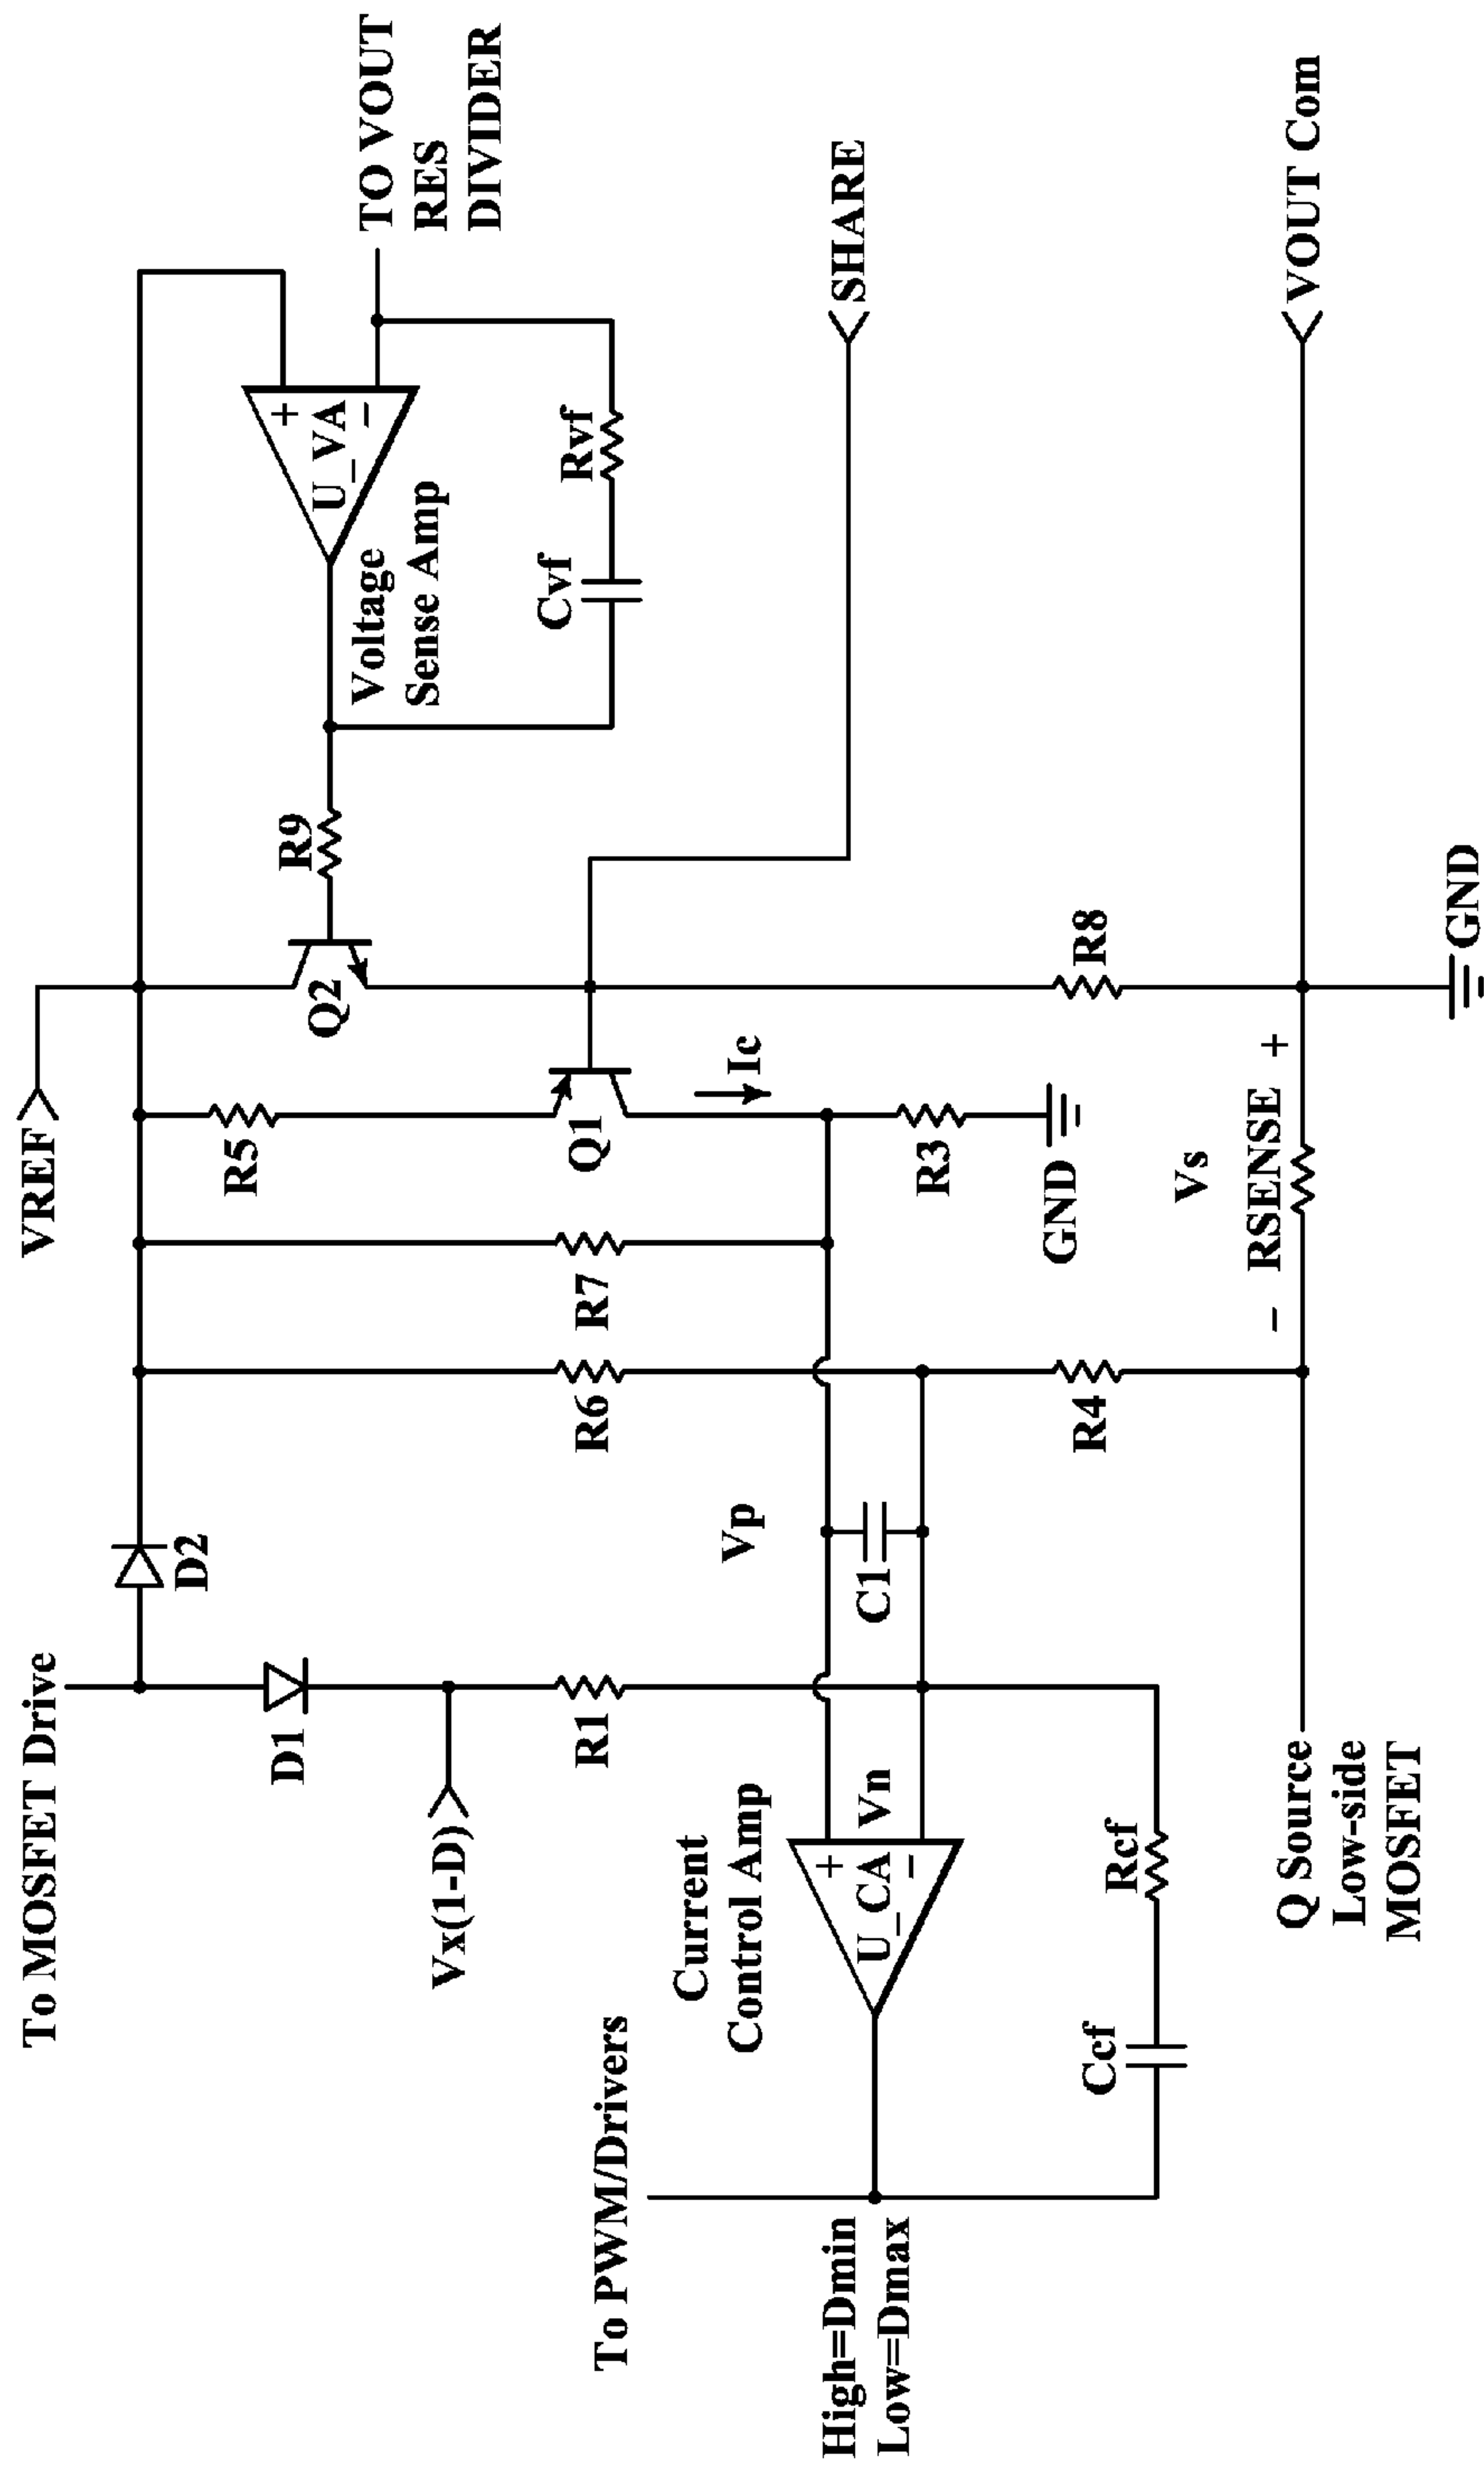 To MOSFET Drive
VREF
D2
D1
Vx(1-D)
R1
R6
R7
R5
Q1
Q2
R9
U_VA
+
−
Voltage
Sense Amp
TO VOUT
RES
DIVIDER
Rvf
Cvf
Ic
SHARE
To PWM/Drivers
Current
Control Amp
Vp
Vn
U_CA
+
−
C1
High=Dmin
Low=Dmax
R3
GND
R4
R8
Ccf
Rcf
Vs
− RSENSE +
Q Source
Low-side
MOSFET
VOUT Com
GND